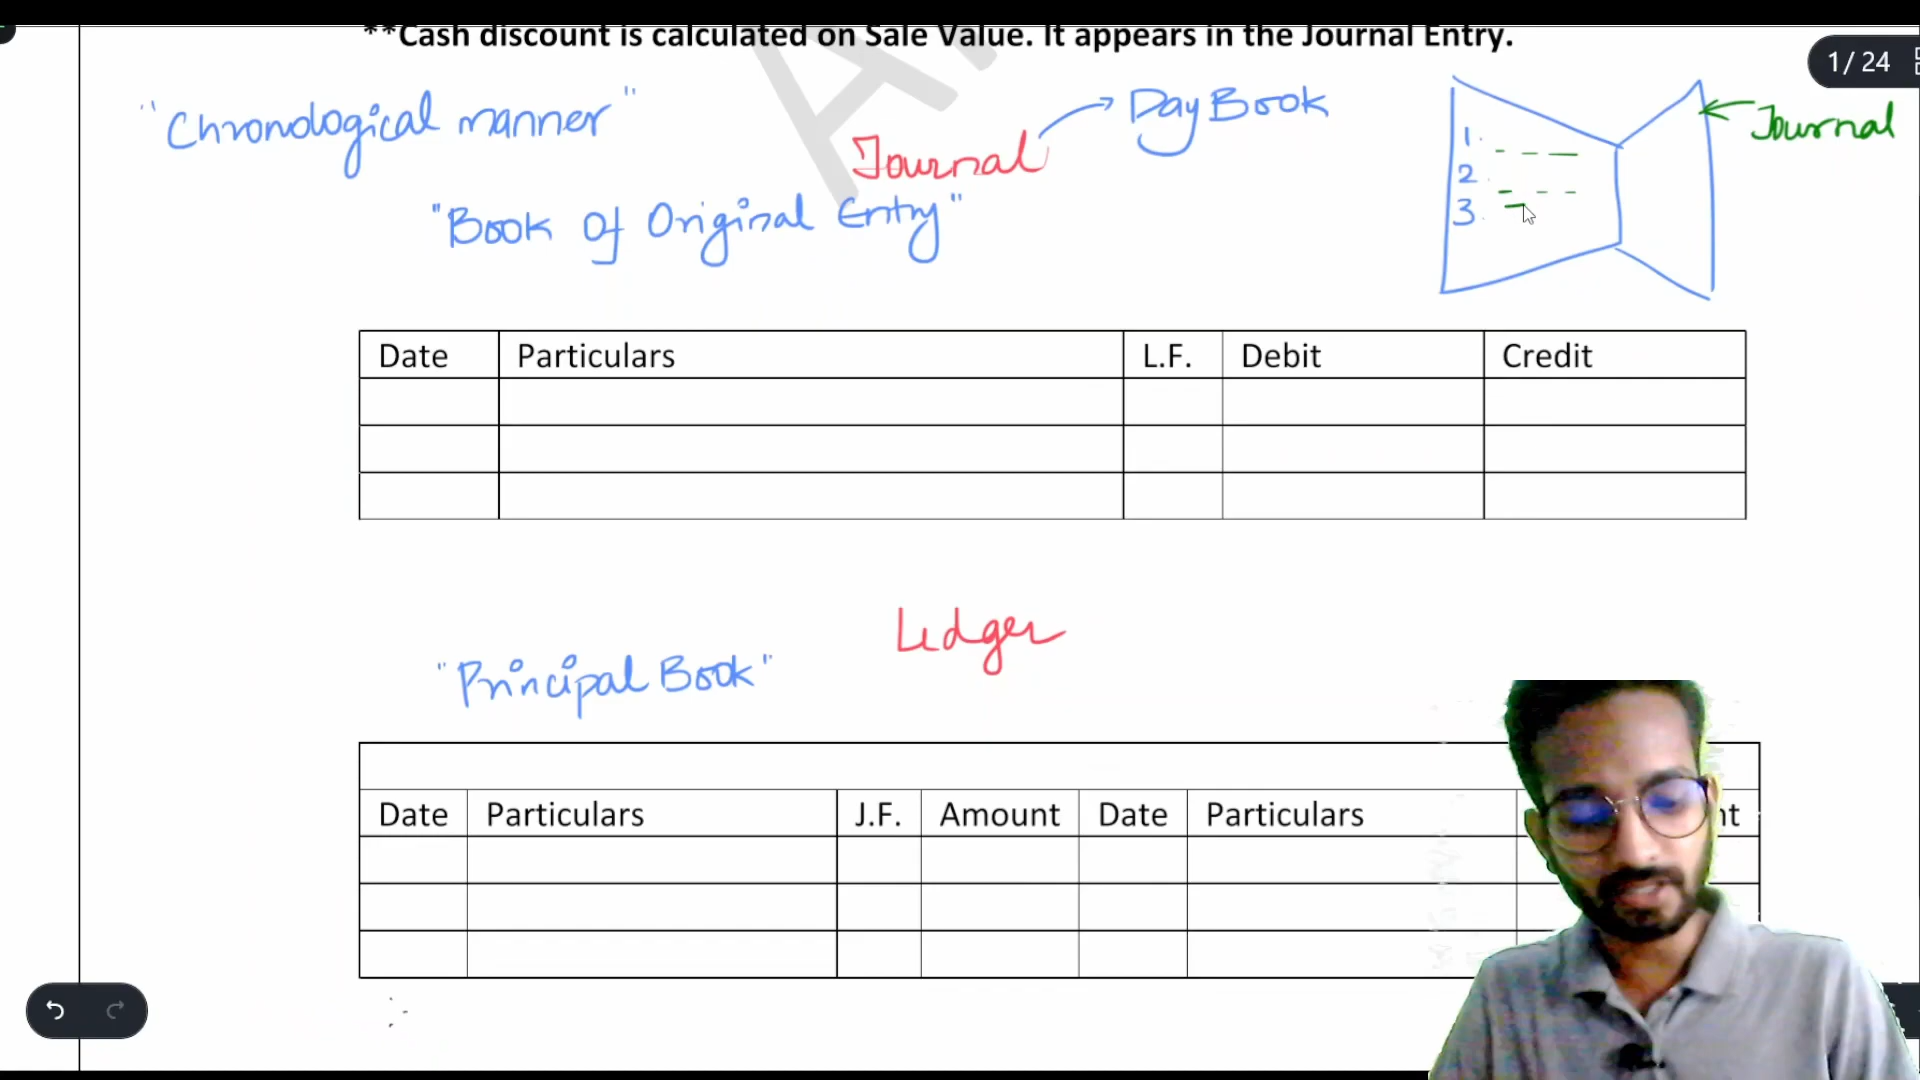 **Cash discount is calculated on Sale Value. It appears in the Journal Entry.
1 / 24
"Chronological manner"
Journal
Day Book
Journal
1.
2.
3.
"Book Of Original Entry"
Date Particulars L.F. Debit Credit
Ledger
"Principal Book"
Date Particulars J.F. Amount Date Particulars nt